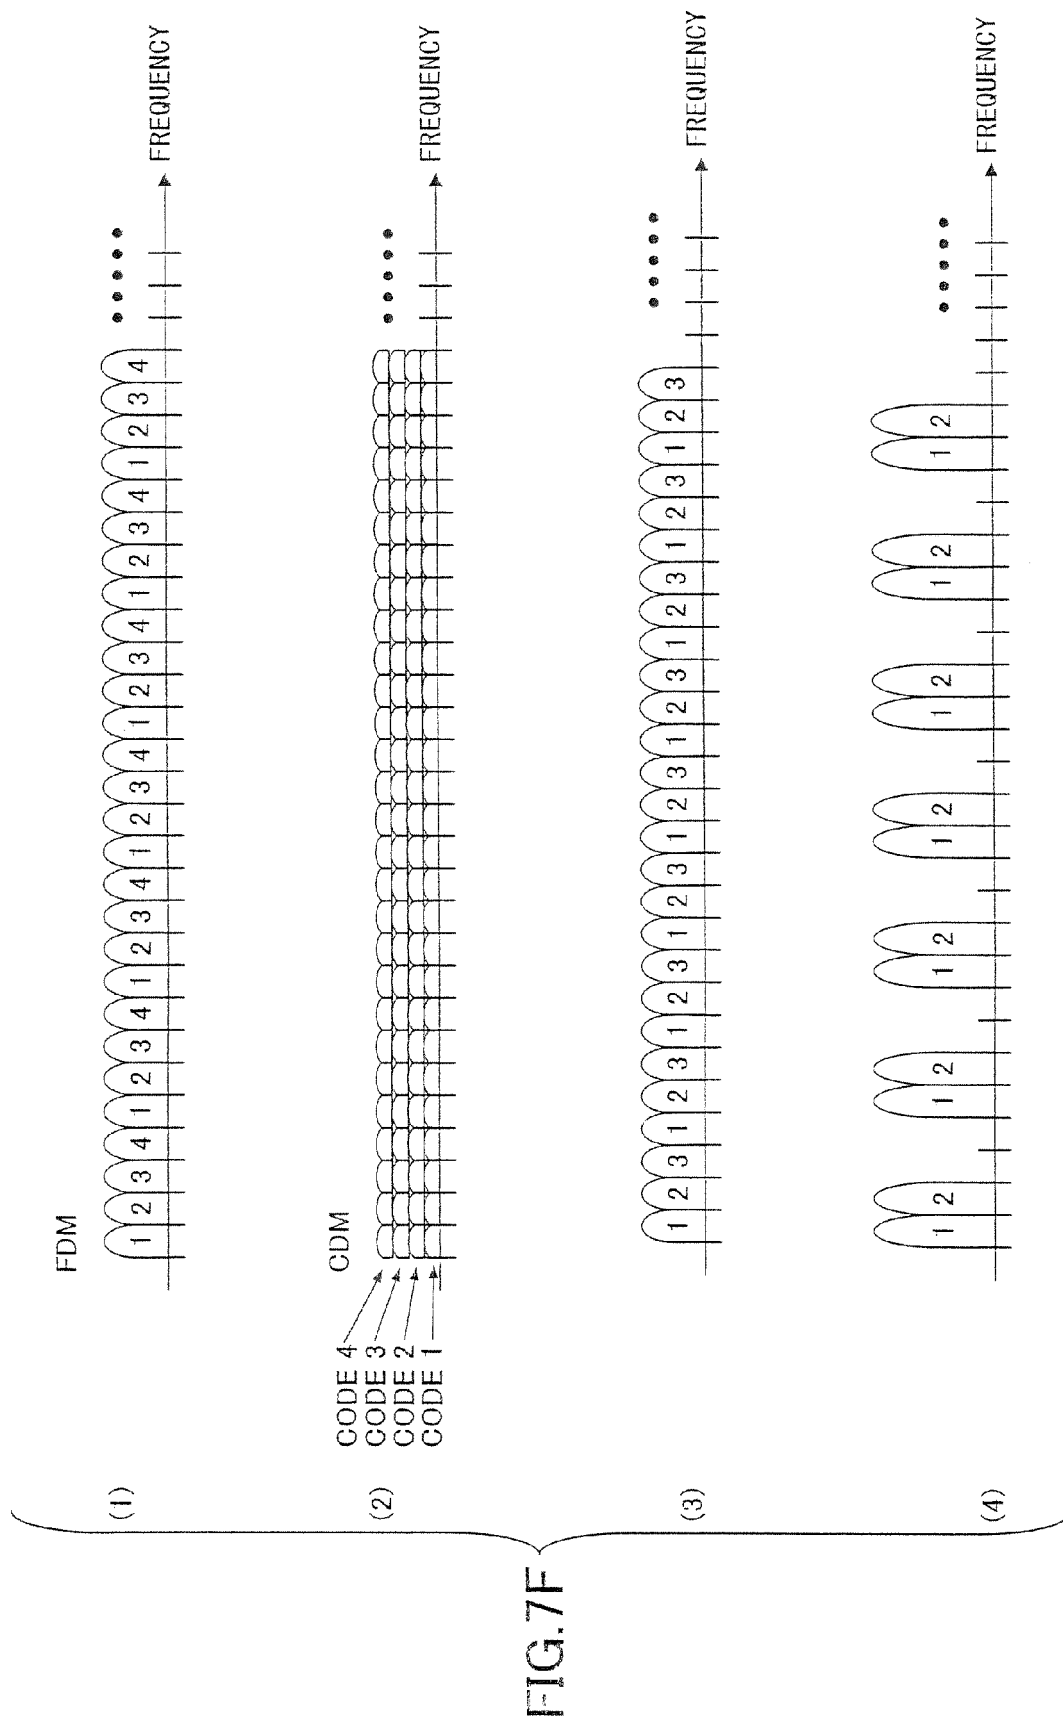 FIG. 7F
(1)
FDM
1 2 3 4 1 2 3 4 1 2 3 4 1 2 3 4 1 2 3 4 1 2 3 4 1 2 3 4
FREQUENCY
(2)
CDM
CODE 4
CODE 3
CODE 2
CODE 1
FREQUENCY
(3)
1 2 3 1 2 3 1 2 3 1 2 3 1 2 3 1 2 3 1 2 3 1 2 3 1 2 3
FREQUENCY
(4)
1 2 1 2 1 2 1 2 1 2 1 2 1 2
FREQUENCY